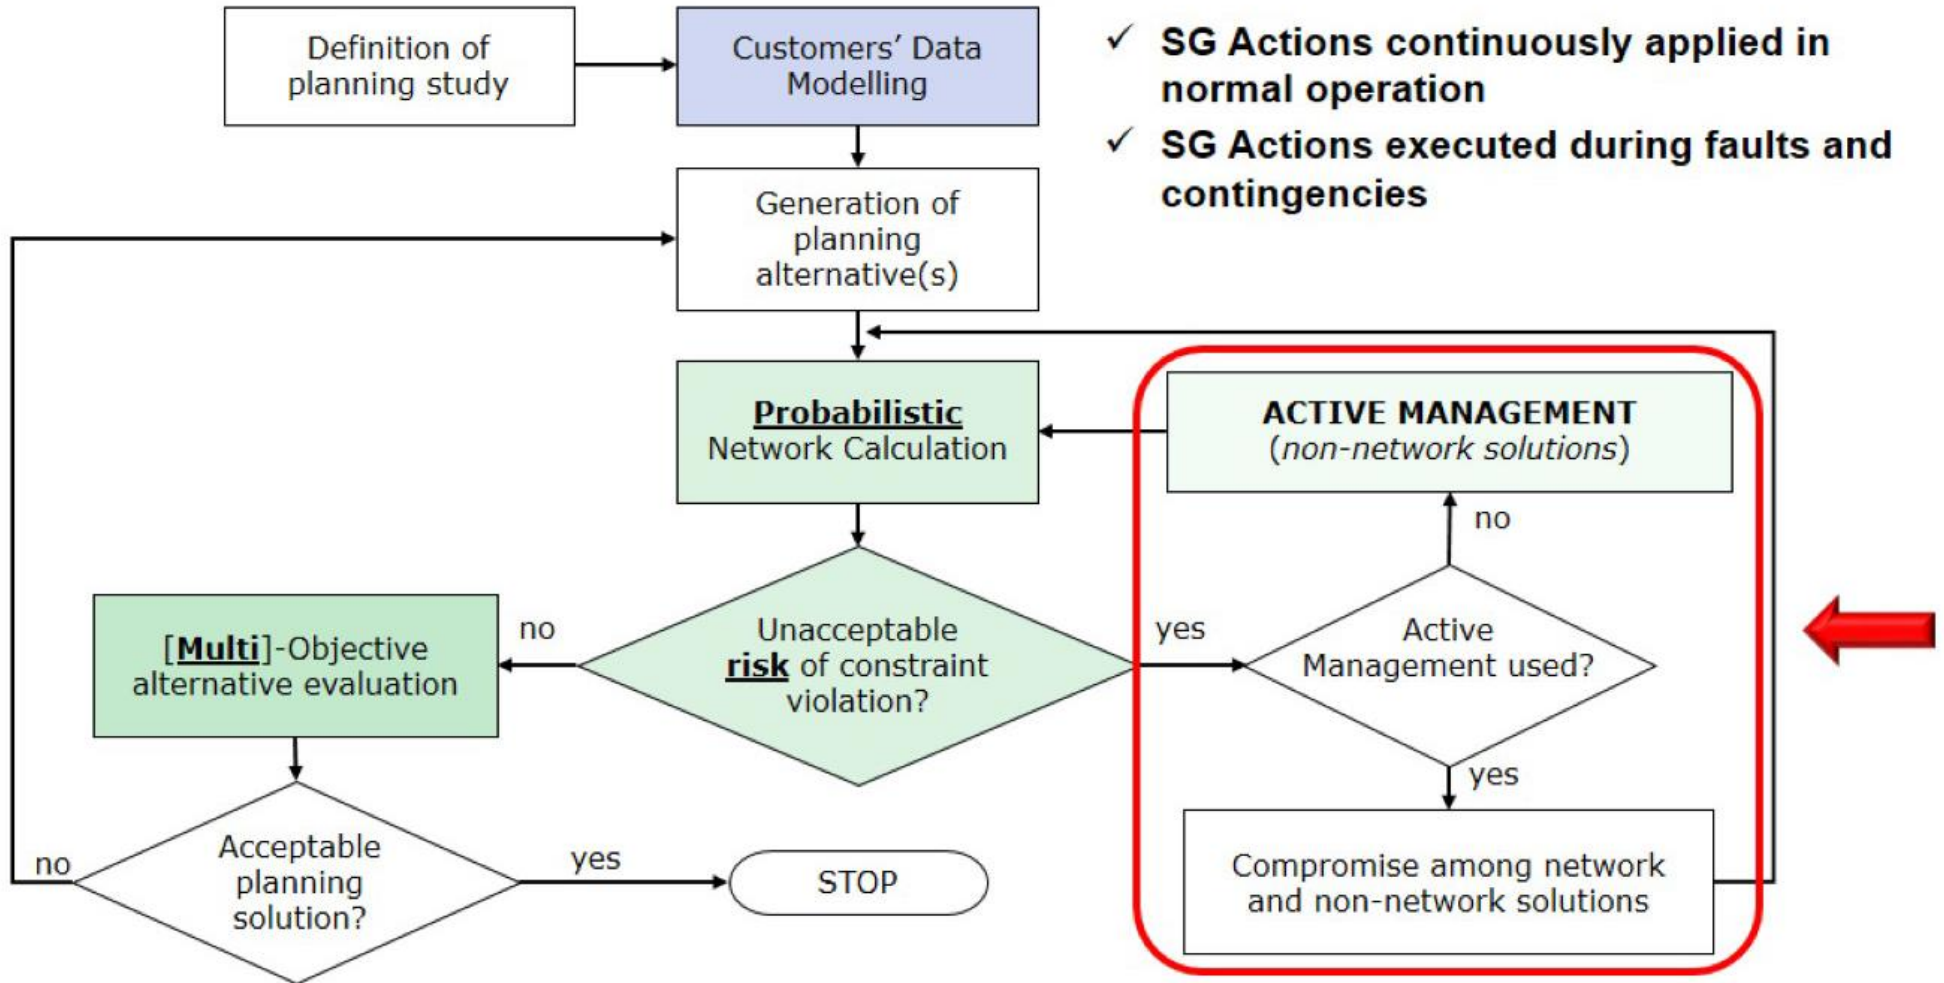 Definition of
planning study
Customers’ Data
Modelling
✓ SG Actions continuously applied in
normal operation
✓ SG Actions executed during faults and
contingencies
Generation of
planning
alternative(s)
Probabilistic
Network Calculation
ACTIVE MANAGEMENT
(non-network solutions)
no
Unacceptable
risk of constraint
violation?
no
yes
Active
Management used?
[Multi]-Objective
alternative evaluation
yes
Compromise among network
and non-network solutions
Acceptable
planning
solution?
no
yes
STOP